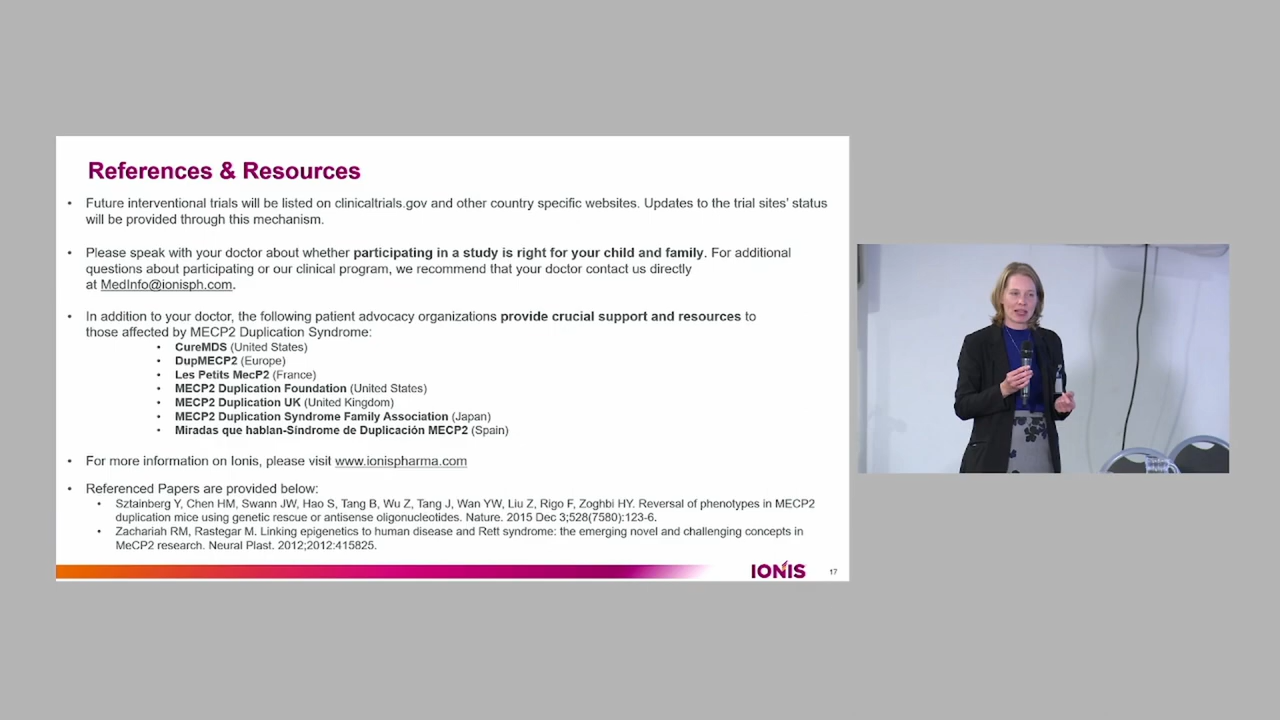 References & Resources
• Future interventional trials will be listed on clinicaltrials.gov and other country specific websites. Updates to the trial sites' status
will be provided through this mechanism.
• Please speak with your doctor about whether participating in a study is right for your child and family. For additional
questions about participating or our clinical program, we recommend that your doctor contact us directly
at MedInfo@ionisph.com.
• In addition to your doctor, the following patient advocacy organizations provide crucial support and resources to
those affected by MECP2 Duplication Syndrome:
• CureMDS (United States)
• DupMECP2 (Europe)
• Les Petits MecP2 (France)
• MECP2 Duplication Foundation (United States)
• MECP2 Duplication UK (United Kingdom)
• MECP2 Duplication Syndrome Family Association (Japan)
• Miradas que hablan-Síndrome de Duplicación MECP2 (Spain)
• For more information on Ionis, please visit www.ionispharma.com
• Referenced Papers are provided below:
• Sztainberg Y, Chen HM, Swann JW, Hao S, Tang B, Wu Z, Tang J, Wan YW, Liu Z, Rigo F, Zoghbi HY. Reversal of phenotypes in MECP2
duplication mice using genetic rescue or antisense oligonucleotides. Nature. 2015 Dec 3;528(7580):123-6.
• Zachariah RM, Rastegar M. Linking epigenetics to human disease and Rett syndrome: the emerging novel and challenging concepts in
MeCP2 research. Neural Plast. 2012;2012:415825.
IONIS
17